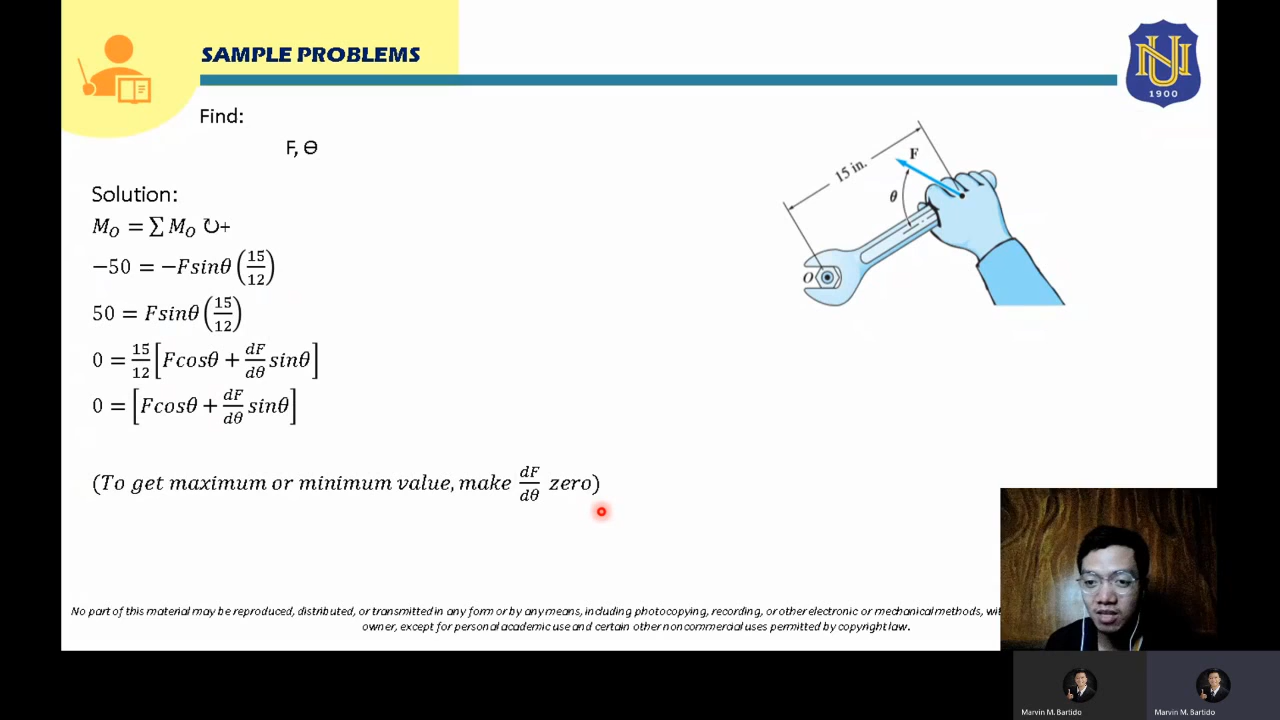 SAMPLE PROBLEMS
NU
1900
Find:
F, Ɵ
Solution:
M_O = ∑ M_O ↻+
−50 = −Fsinθ (15/12)
50 = Fsinθ (15/12)
0 = 15/12 [Fcosθ + dF/dθ sinθ]
0 = [Fcosθ + dF/dθ sinθ]
(To get maximum or minimum value, make dF/dθ zero)
15 in.
F
θ
O
No part of this material may be reproduced, distributed, or transmitted in any form or by any means, including photocopying, recording, or other electronic or mechanical methods,
owner, except for personal academic use and certain other noncommercial uses permitted by copyright law.
Marvin M. Bartido
Marvin M. Bartido